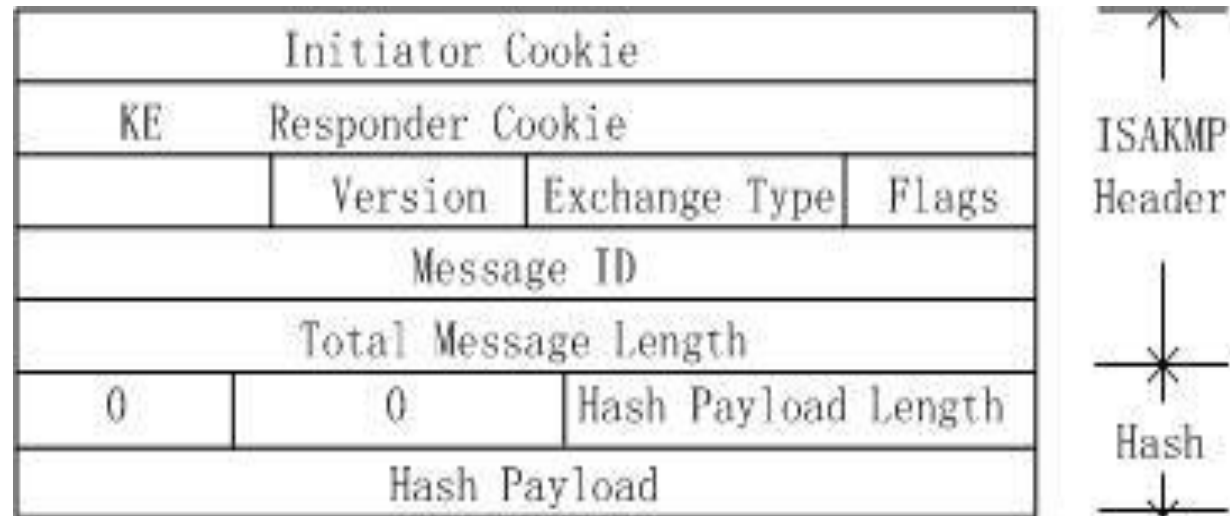 Initiator Cookie
KE Responder Cookie
Version Exchange Type Flags
Message ID
Total Message Length
0 0 Hash Payload Length
Hash Payload
ISAKMP
Header
Hash